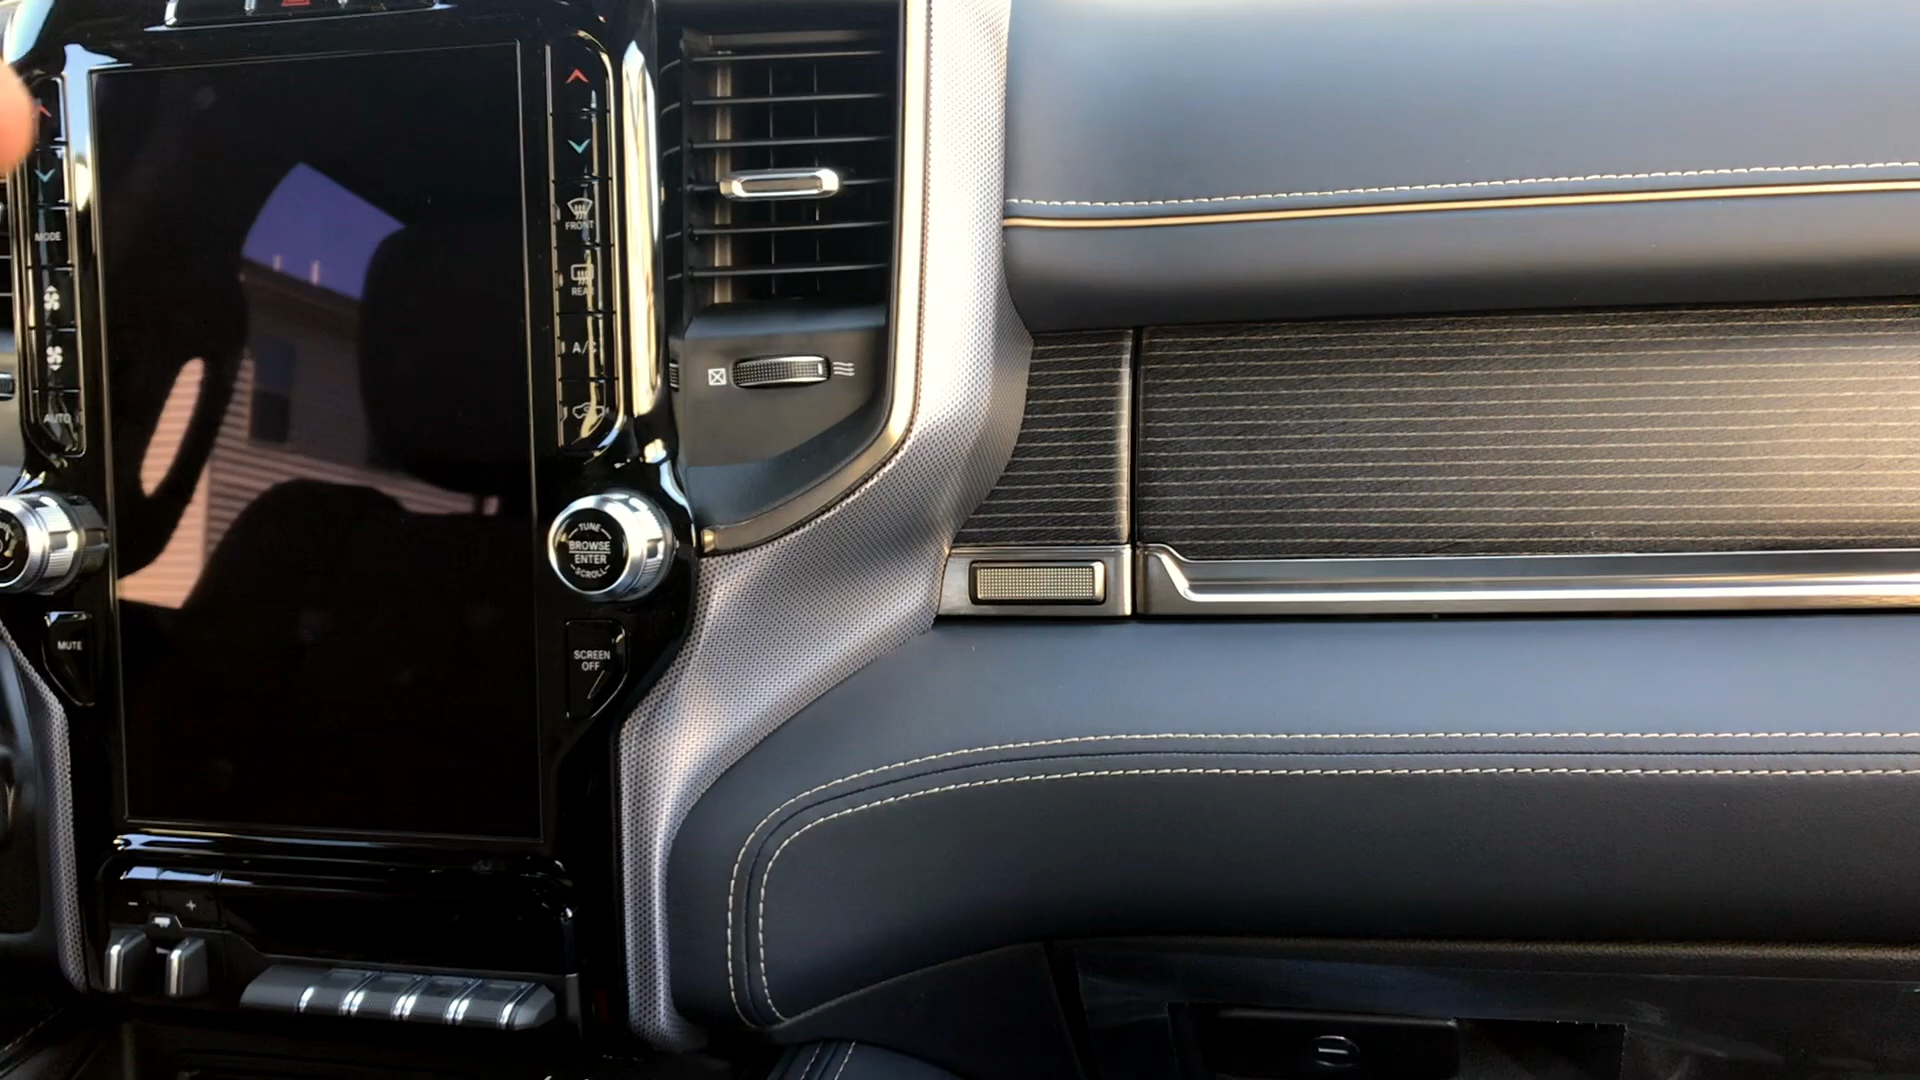 MODE
AUTO
FRONT
REAR
A/C
TUNE
BROWSE
ENTER
SCROLL
MUTE
SCREEN
OFF
- +